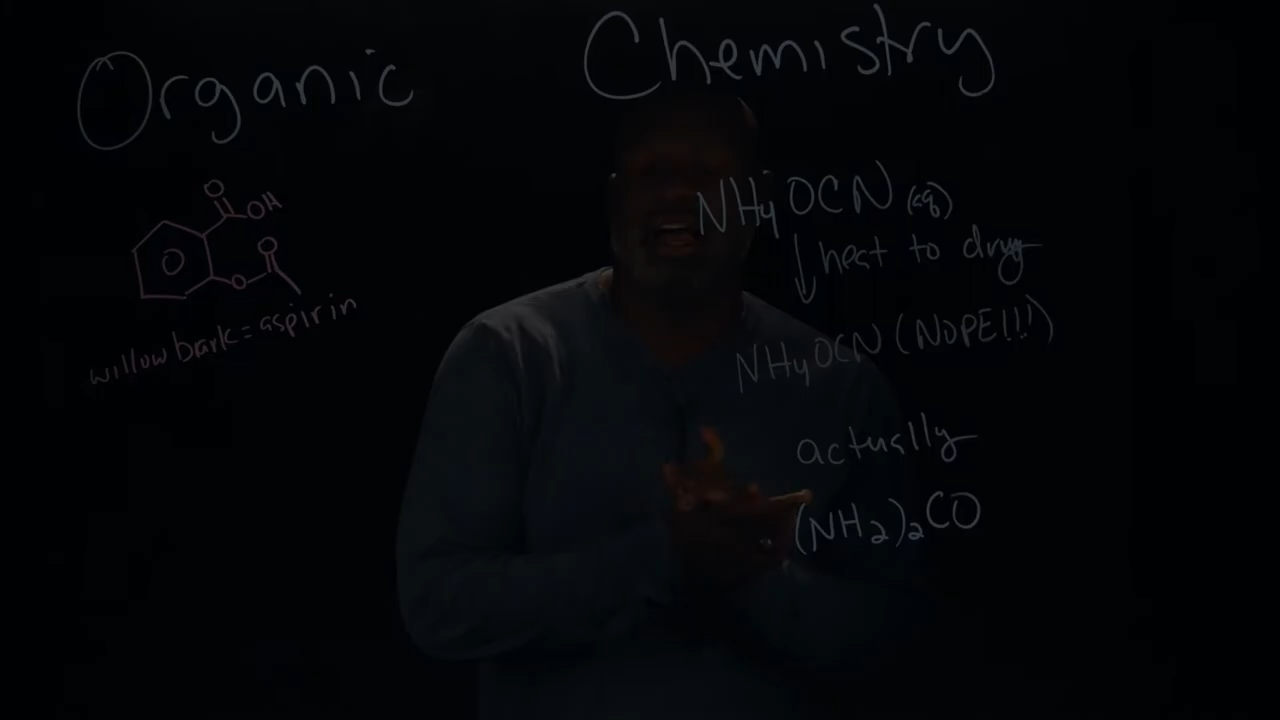 Organic Chemistry
O
OH
O
O
O
willow bark = aspirin
NH4OCN (aq)
heat to dry
NH4OCN (NOPE!!!)
actually
(NH2)2CO